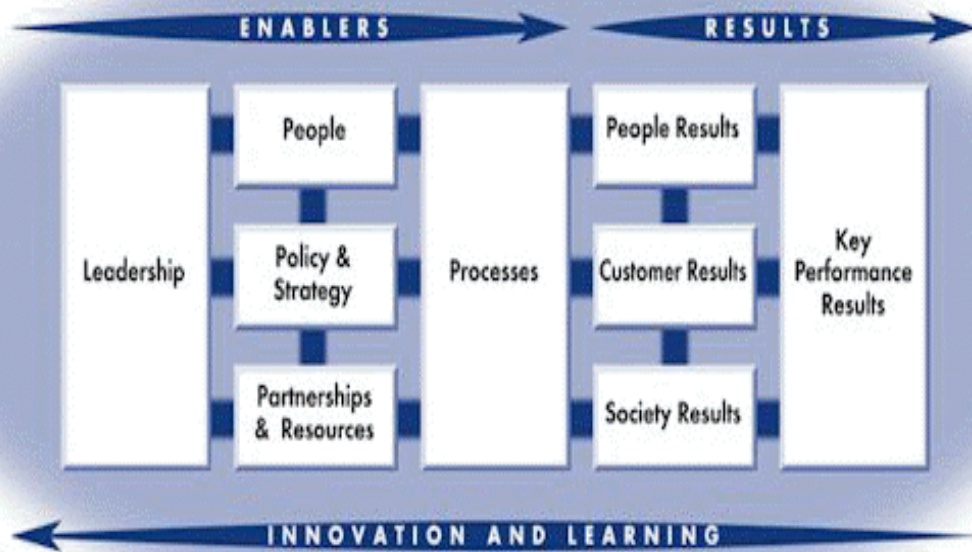 ENABLERS
RESULTS
Leadership
People
Policy &
Strategy
Partnerships
& Resources
Processes
People Results
Customer Results
Society Results
Key
Performance
Results
INNOVATION AND LEARNING